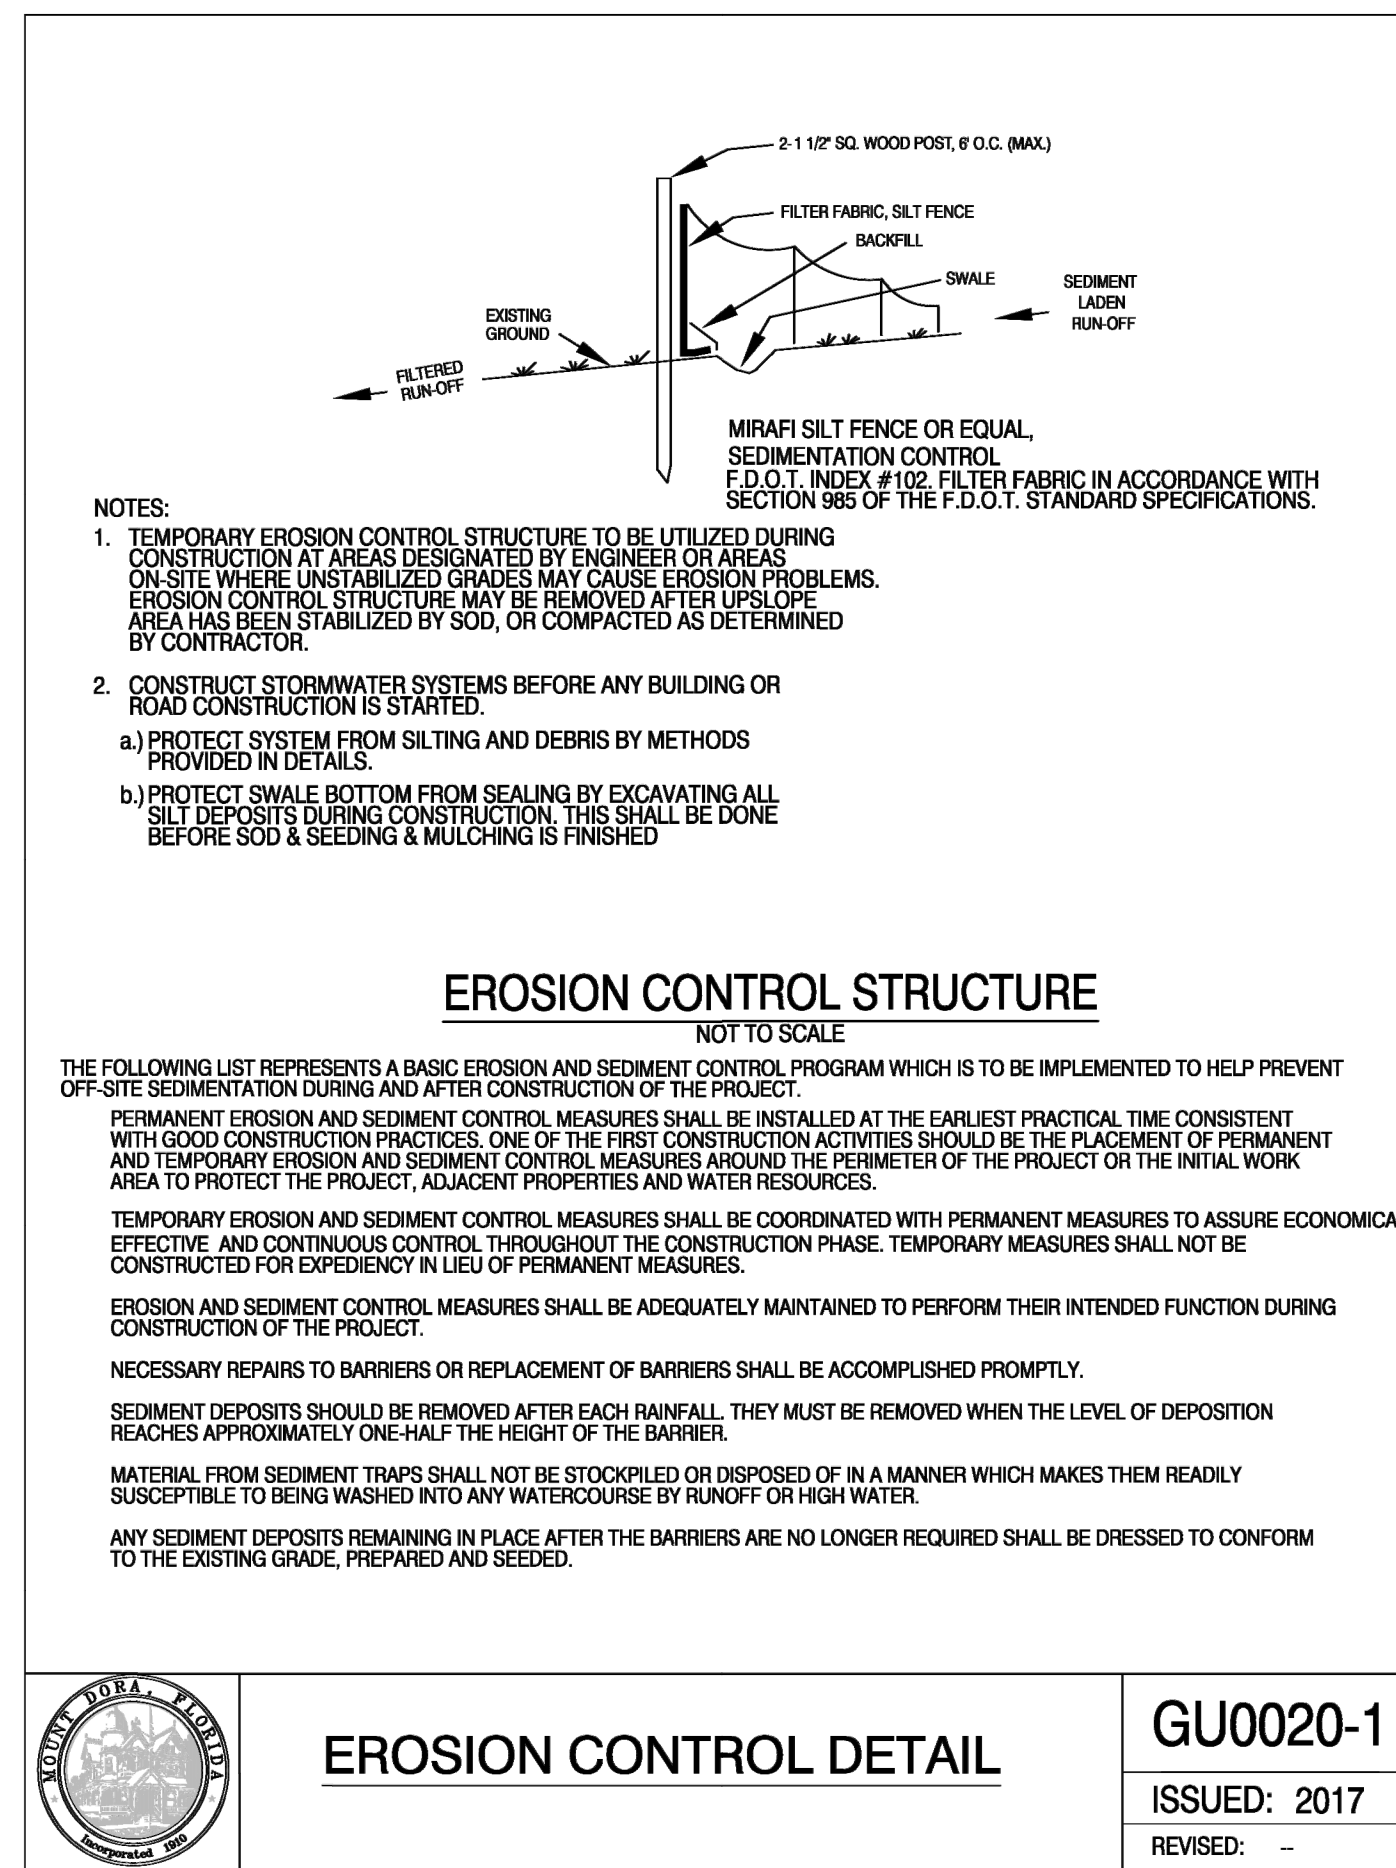 2-1 1/2" SQ. WOOD POST, 6' O.C. (MAX.)
FILTER FABRIC, SILT FENCE
BACKFILL
SWALE
SEDIMENT
LADEN
RUN-OFF
EXISTING
GROUND
FILTERED
RUN-OFF
MIRAFI SILT FENCE OR EQUAL,
SEDIMENTATION CONTROL
F.D.O.T. INDEX #102. FILTER FABRIC IN ACCORDANCE WITH
SECTION 985 OF THE F.D.O.T. STANDARD SPECIFICATIONS.
NOTES:
1. TEMPORARY EROSION CONTROL STRUCTURE TO BE UTILIZED DURING
CONSTRUCTION AT AREAS DESIGNATED BY ENGINEER OR AREAS
ON-SITE WHERE UNSTABILIZED GRADES MAY CAUSE EROSION PROBLEMS.
EROSION CONTROL STRUCTURE MAY BE REMOVED AFTER UPSLOPE
AREA HAS BEEN STABILIZED BY SOD, OR COMPACTED AS DETERMINED
BY CONTRACTOR.
2. CONSTRUCT STORMWATER SYSTEMS BEFORE ANY BUILDING OR
ROAD CONSTRUCTION IS STARTED.
a.) PROTECT SYSTEM FROM SILTING AND DEBRIS BY METHODS
PROVIDED IN DETAILS.
b.) PROTECT SWALE BOTTOM FROM SEALING BY EXCAVATING ALL
SILT DEPOSITS DURING CONSTRUCTION. THIS SHALL BE DONE
BEFORE SOD & SEEDING & MULCHING IS FINISHED
EROSION CONTROL STRUCTURE
NOT TO SCALE
THE FOLLOWING LIST REPRESENTS A BASIC EROSION AND SEDIMENT CONTROL PROGRAM WHICH IS TO BE IMPLEMENTED TO HELP PREVENT
OFF-SITE SEDIMENTATION DURING AND AFTER CONSTRUCTION OF THE PROJECT.
PERMANENT EROSION AND SEDIMENT CONTROL MEASURES SHALL BE INSTALLED AT THE EARLIEST PRACTICAL TIME CONSISTENT
WITH GOOD CONSTRUCTION PRACTICES. ONE OF THE FIRST CONSTRUCTION ACTIVITIES SHOULD BE THE PLACEMENT OF PERMANENT
AND TEMPORARY EROSION AND SEDIMENT CONTROL MEASURES AROUND THE PERIMETER OF THE PROJECT OR THE INITIAL WORK
AREA TO PROTECT THE PROJECT, ADJACENT PROPERTIES AND WATER RESOURCES.
TEMPORARY EROSION AND SEDIMENT CONTROL MEASURES SHALL BE COORDINATED WITH PERMANENT MEASURES TO ASSURE ECONOMICA
EFFECTIVE AND CONTINUOUS CONTROL THROUGHOUT THE CONSTRUCTION PHASE. TEMPORARY MEASURES SHALL NOT BE
CONSTRUCTED FOR EXPEDIENCY IN LIEU OF PERMANENT MEASURES.
EROSION AND SEDIMENT CONTROL MEASURES SHALL BE ADEQUATELY MAINTAINED TO PERFORM THEIR INTENDED FUNCTION DURING
CONSTRUCTION OF THE PROJECT.
NECESSARY REPAIRS TO BARRIERS OR REPLACEMENT OF BARRIERS SHALL BE ACCOMPLISHED PROMPTLY.
SEDIMENT DEPOSITS SHOULD BE REMOVED AFTER EACH RAINFALL. THEY MUST BE REMOVED WHEN THE LEVEL OF DEPOSITION
REACHES APPROXIMATELY ONE-HALF THE HEIGHT OF THE BARRIER.
MATERIAL FROM SEDIMENT TRAPS SHALL NOT BE STOCKPILED OR DISPOSED OF IN A MANNER WHICH MAKES THEM READILY
SUSCEPTIBLE TO BEING WASHED INTO ANY WATERCOURSE BY RUNOFF OR HIGH WATER.
ANY SEDIMENT DEPOSITS REMAINING IN PLACE AFTER THE BARRIERS ARE NO LONGER REQUIRED SHALL BE DRESSED TO CONFORM
TO THE EXISTING GRADE, PREPARED AND SEEDED.
MOUNT DORA, FLORIDA
Incorporated 1910
EROSION CONTROL DETAIL
GU0020-1
ISSUED: 2017
REVISED: --